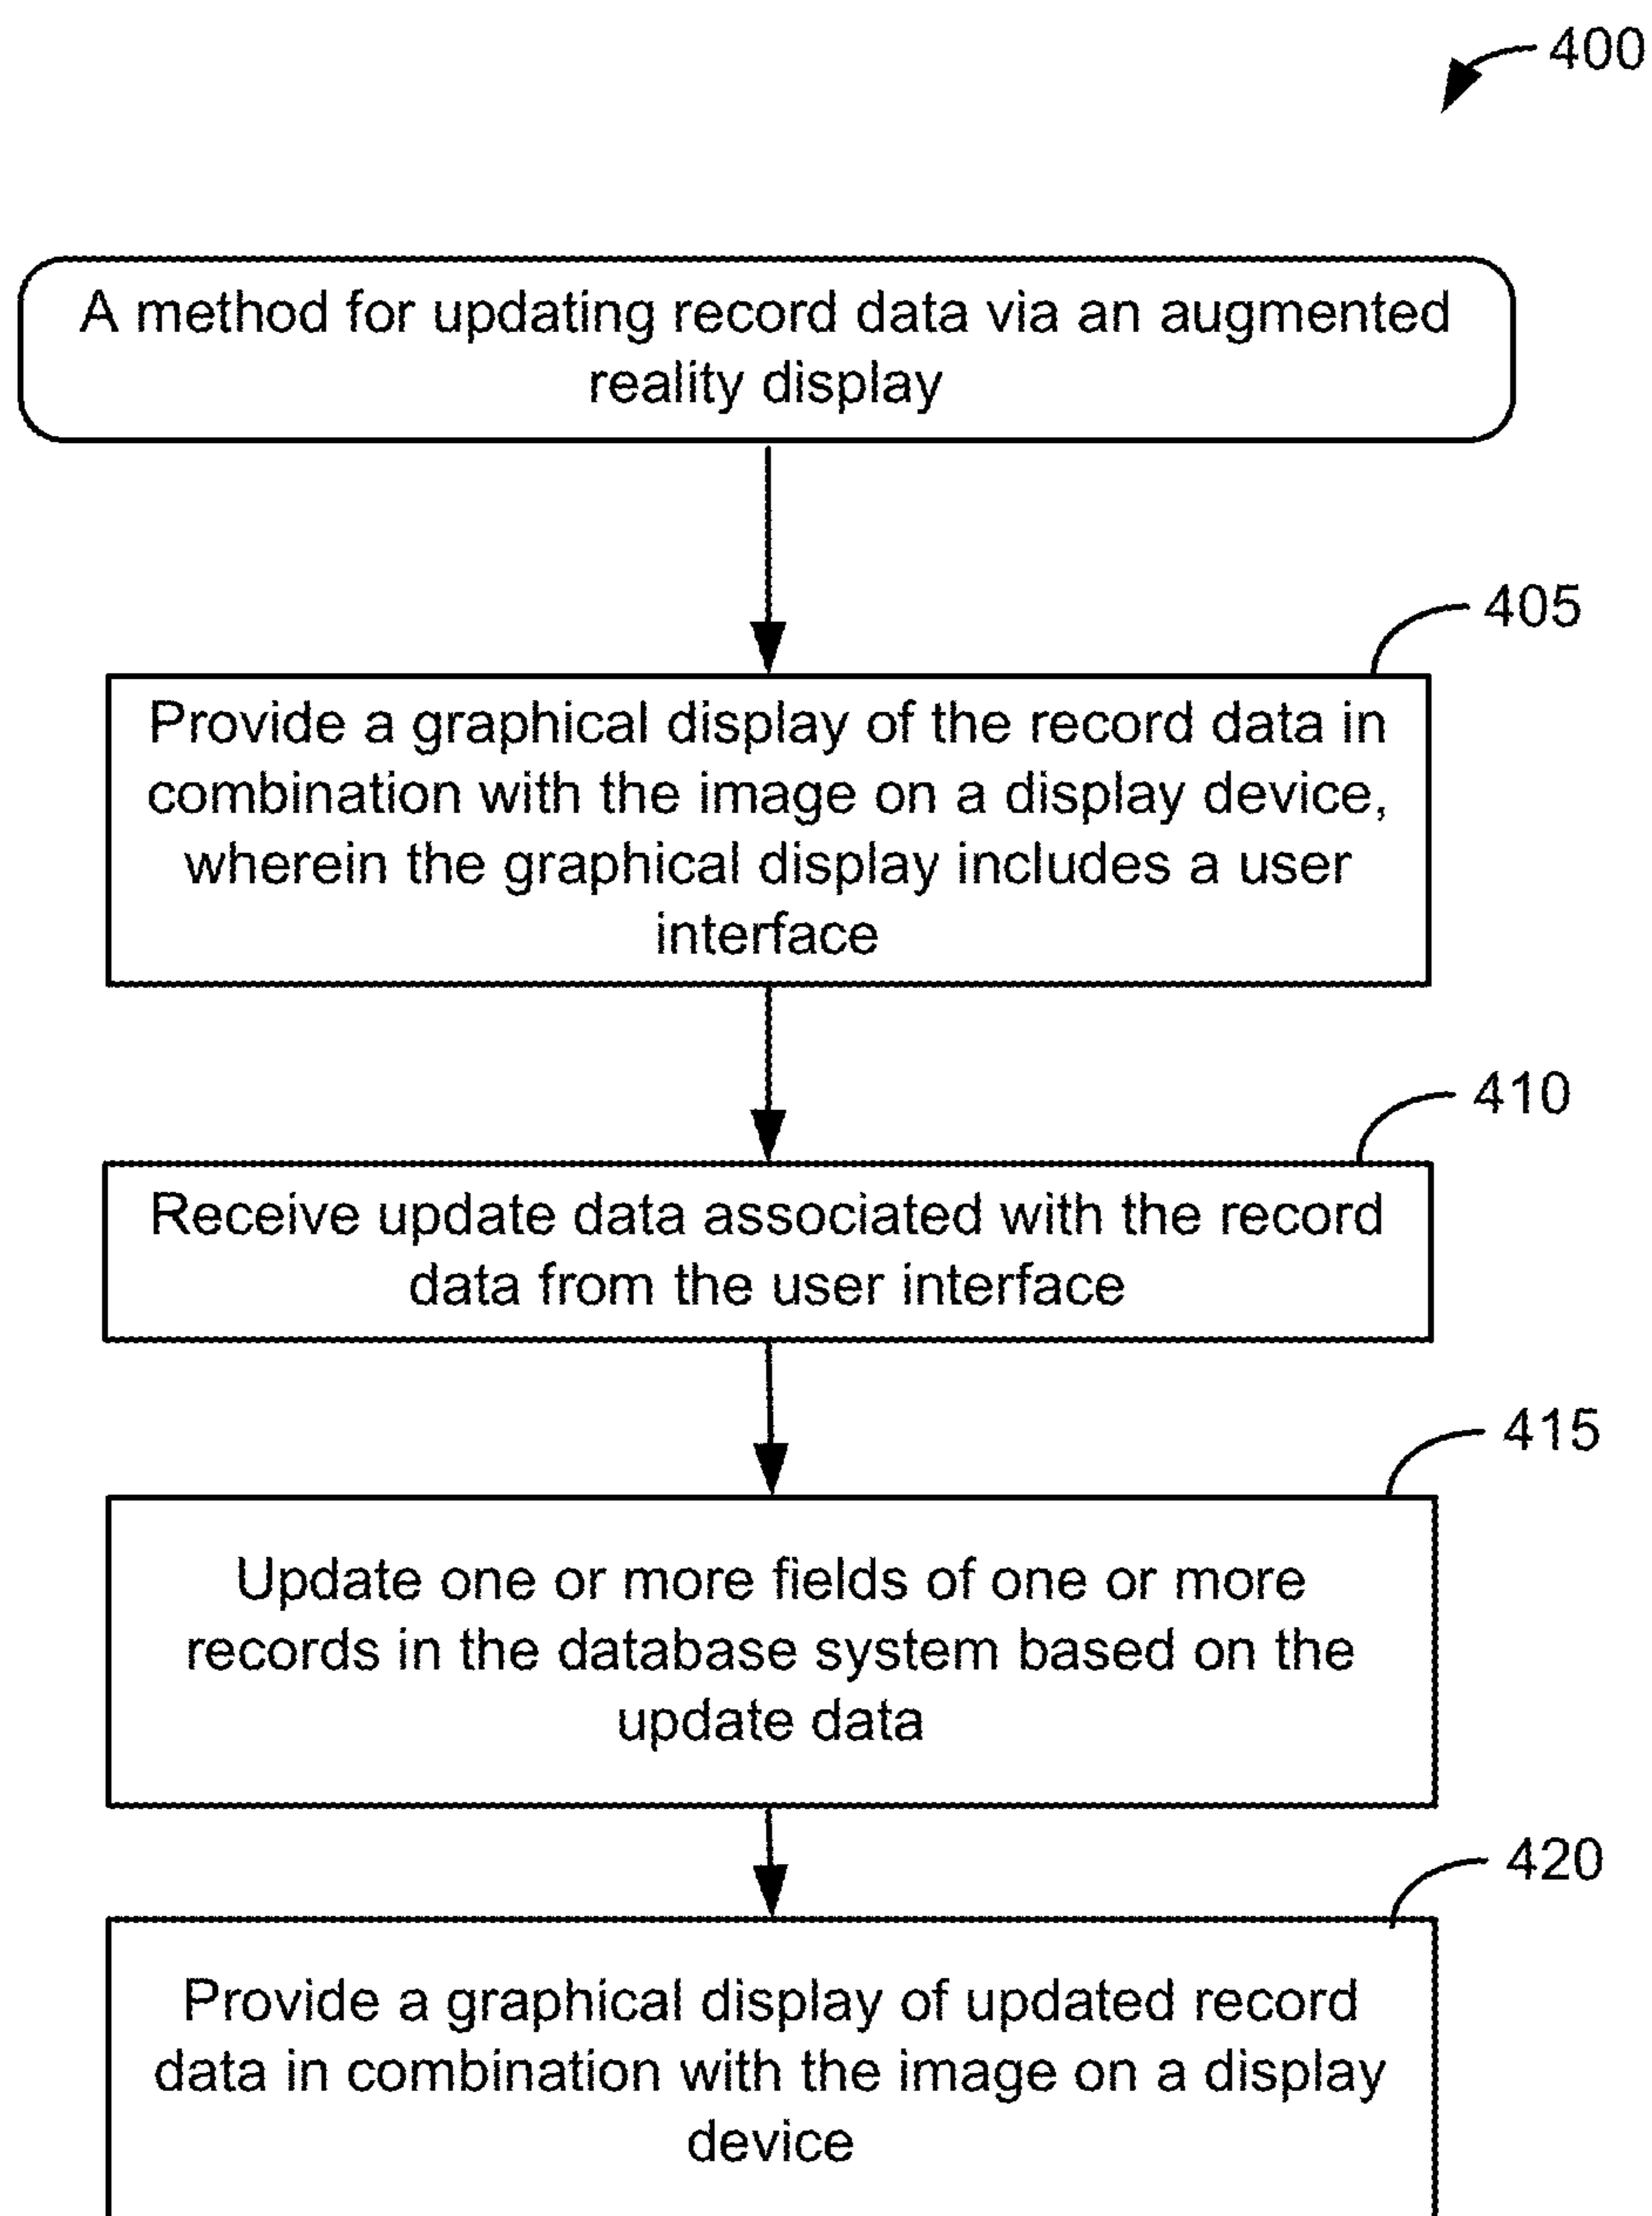 400
A method for updating record data via an augmented
reality display
405
Provide a graphical display of the record data in
combination with the image on a display device,
wherein the graphical display includes a user
interface
410
Receive update data associated with the record
data from the user interface
415
Update one or more fields of one or more
records in the database system based on the
update data
420
Provide a graphical display of updated record
data in combination with the image on a display
device